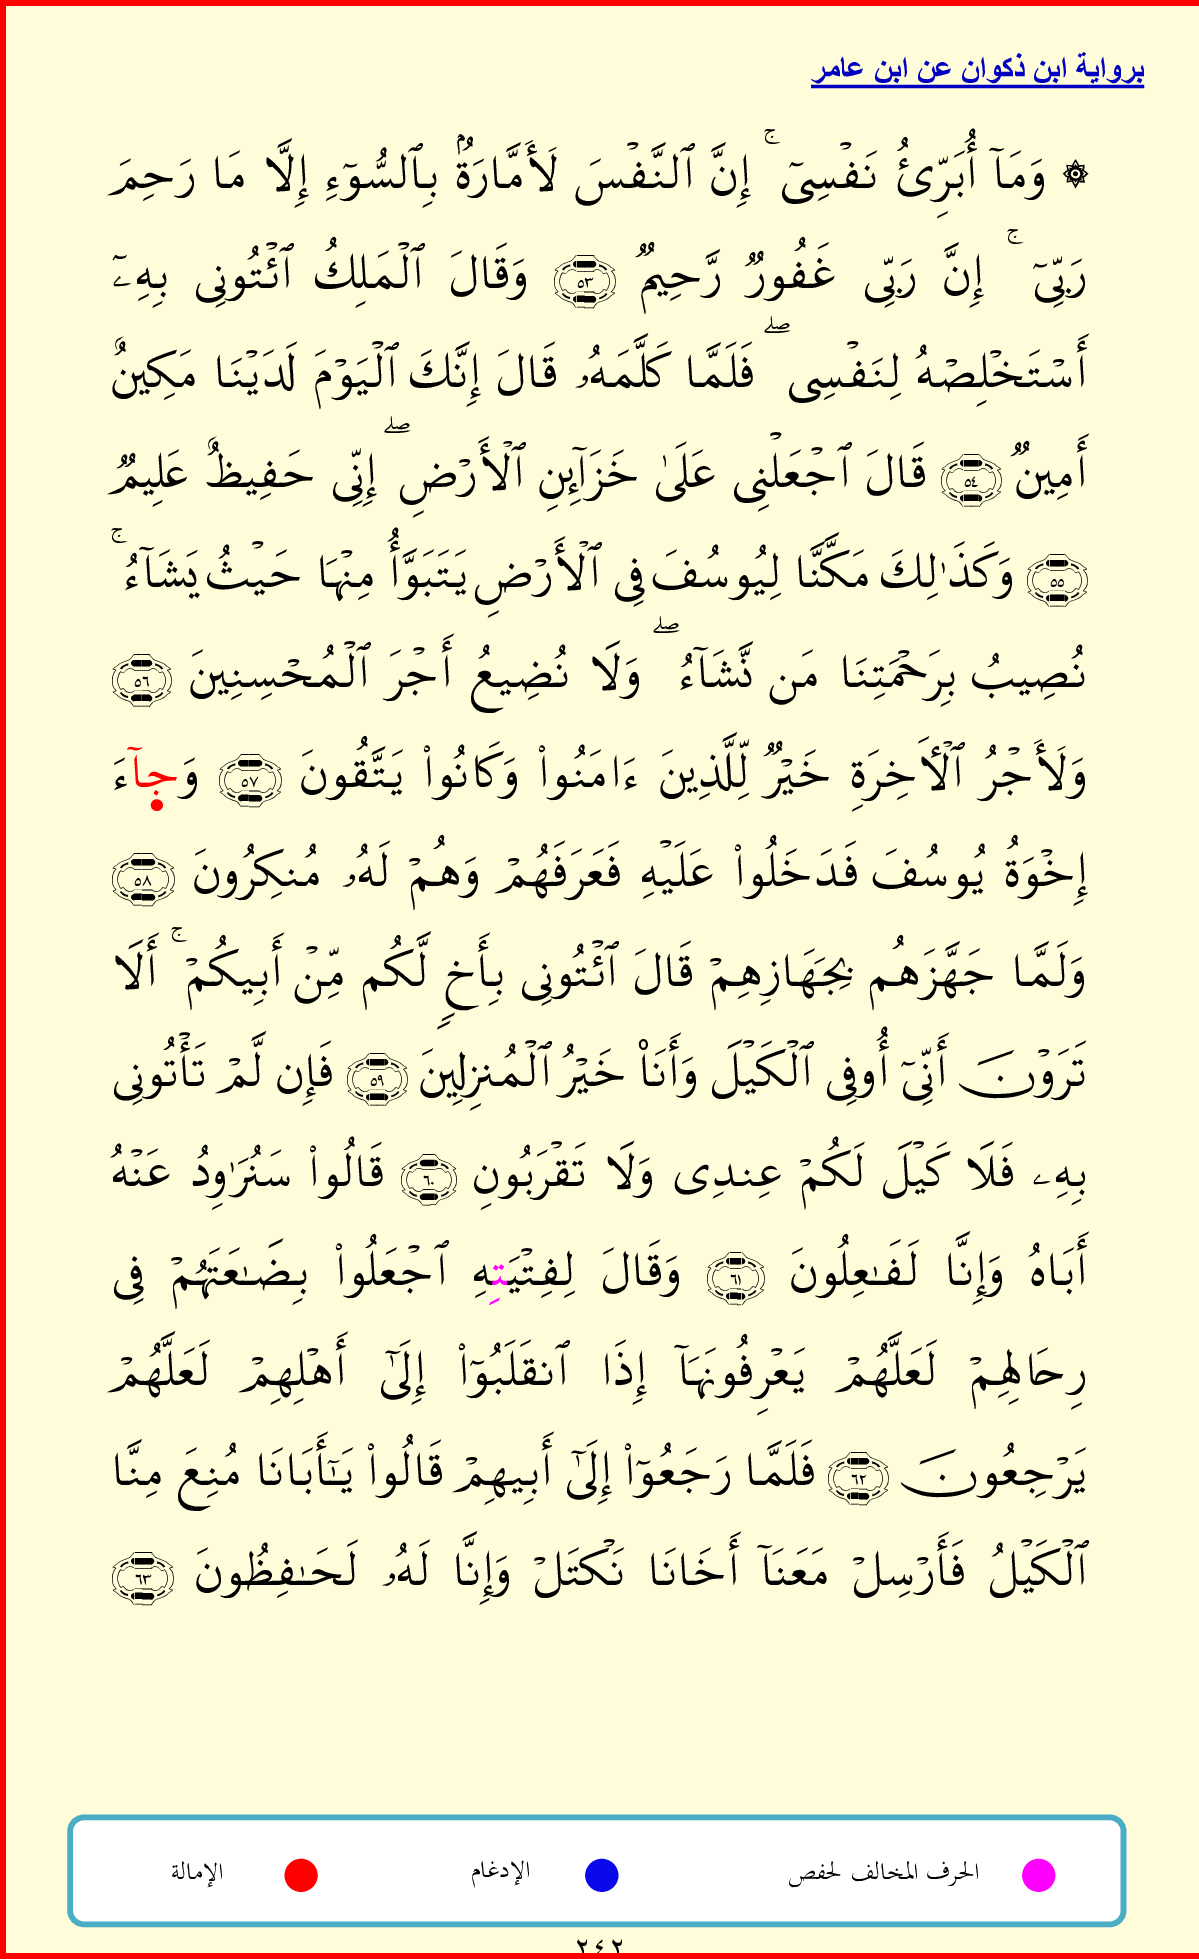 برواية ابن ذكوان عن ابن عامر
۞ وَمَآ أُبَرِّئُ نَفْسِىٓ ۚ إِنَّ ٱلنَّفْسَ لَأَمَّارَةٌۢ بِٱلسُّوٓءِ إِلَّا مَا رَحِمَ
رَبِّىٓ ۚ إِنَّ رَبِّى غَفُورٌ رَّحِيمٌ ٥٣ وَقَالَ ٱلْمَلِكُ ٱئْتُونِى بِهِۦٓ
أَسْتَخْلِصْهُ لِنَفْسِى ۖ فَلَمَّا كَلَّمَهُۥ قَالَ إِنَّكَ ٱلْيَوْمَ لَدَيْنَا مَكِينٌ
أَمِينٌ ٥٤ قَالَ ٱجْعَلْنِى عَلَىٰ خَزَآئِنِ ٱلْأَرْضِ ۖ إِنِّى حَفِيظٌ عَلِيمٌ
٥٥ وَكَذَٰلِكَ مَكَّنَّا لِيُوسُفَ فِى ٱلْأَرْضِ يَتَبَوَّأُ مِنْهَا حَيْثُ يَشَآءُ ۚ
نُصِيبُ بِرَحْمَتِنَا مَن نَّشَآءُ ۖ وَلَا نُضِيعُ أَجْرَ ٱلْمُحْسِنِينَ ٥٦
وَلَأَجْرُ ٱلْأَخِرَةِ خَيْرٌ لِّلَّذِينَ ءَامَنُوا۟ وَكَانُوا۟ يَتَّقُونَ ٥٧ وَجِآءَ
إِخْوَةُ يُوسُفَ فَدَخَلُوا۟ عَلَيْهِ فَعَرَفَهُمْ وَهُمْ لَهُۥ مُنكِرُونَ ٥٨
وَلَمَّا جَهَّزَهُم بِجَهَازِهِمْ قَالَ ٱئْتُونِى بِأَخٍ لَّكُم مِّنْ أَبِيكُمْ ۚ أَلَا
تَرَوْنَ أَنِّىٓ أُوفِى ٱلْكَيْلَ وَأَنَا۠ خَيْرُ ٱلْمُنزِلِينَ ٥٩ فَإِن لَّمْ تَأْتُونِى
بِهِۦ فَلَا كَيْلَ لَكُمْ عِندِى وَلَا تَقْرَبُونِ ٦٠ قَالُوا۟ سَنُرَٰوِدُ عَنْهُ
أَبَاهُ وَإِنَّا لَفَـٰعِلُونَ ٦١ وَقَالَ لِفِتْيَتِهِ ٱجْعَلُوا۟ بِضَـٰعَتَهُمْ فِى
رِحَالِهِمْ لَعَلَّهُمْ يَعْرِفُونَهَآ إِذَا ٱنقَلَبُوٓا۟ إِلَىٰٓ أَهْلِهِمْ لَعَلَّهُمْ
يَرْجِعُونَ ٦٢ فَلَمَّا رَجَعُوٓا۟ إِلَىٰٓ أَبِيهِمْ قَالُوا۟ يَـٰٓأَبَانَا مُنِعَ مِنَّا
ٱلْكَيْلُ فَأَرْسِلْ مَعَنَآ أَخَانَا نَكْتَلْ وَإِنَّا لَهُۥ لَحَـٰفِظُونَ ٦٣
الحرف المخالف لحفص الإدغام الإمالة
٢٤٢